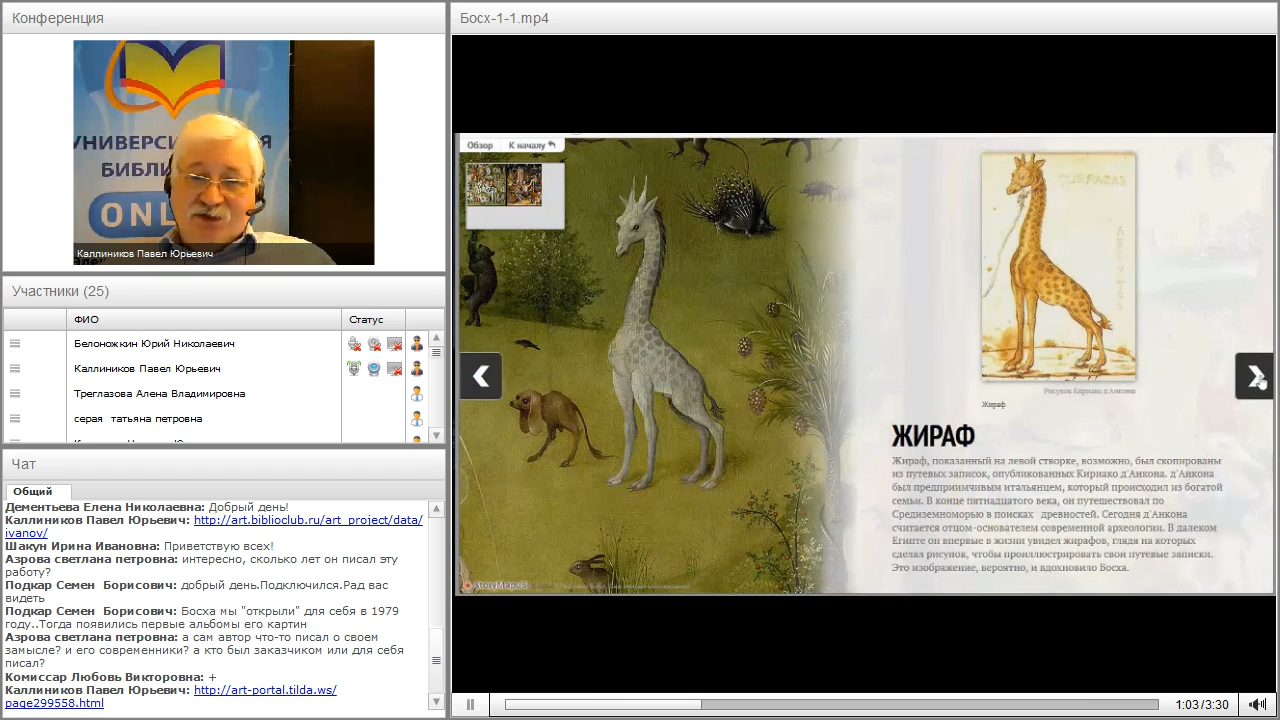 Конференция
УНИВЕРСИ
БИБЛИ
ONL
Каллиников Павел Юрьевич
Участники (25)
ФИО
Статус
Белоножкин Юрий Николаевич
Каллиников Павел Юрьевич
Треглазова Алена Владимировна
серая татьяна петровна
Чат
Общий
Дементьева Елена Николаевна: Добрый день!
Каллиников Павел Юрьевич: http://art.biblioclub.ru/art_project/data/
ivanov/
Шакун Ирина Ивановна: Приветствую всех!
Азрова светлана петровна: интересно, сколько лет он писал эту
работу?
Подкар Семен Борисович: добрый день.Подключился.Рад вас
видеть
Подкар Семен Борисович: Босха мы "открыли" для себя в 1979
году..Тогда появились первые альбомы его картин
Азрова светлана петровна: а сам автор что-то писал о своем
замысле? и его современники? а кто был заказчиком или для себя
писал?
Комиссар Любовь Викторовна: +
Каллиников Павел Юрьевич: http://art-portal.tilda.ws/
page299558.html
Босх-1-1.mp4
Обзор
К началу
Рисунок Кириако д'Анконы
Жираф
ЖИРАФ
Жираф, показанный на левой створке, возможно, был скопированы
из путевых записок, опубликованных Кириако д'Анкона. д'Анкона
был предприимчивым итальянцем, который происходил из богатой
семьи. В конце пятнадцатого века, он путешествовал по
Средиземноморью в поисках древностей. Сегодня д'Анкона
считается отцом-основателем современной археологии. В далеком
Египте он впервые в жизни увидел жирафов, глядя на которых
сделал рисунок, чтобы проиллюстрировать свои путевые записки.
Это изображение, вероятно, и вдохновило Босха.
StoryMapJS
1:03/3:30